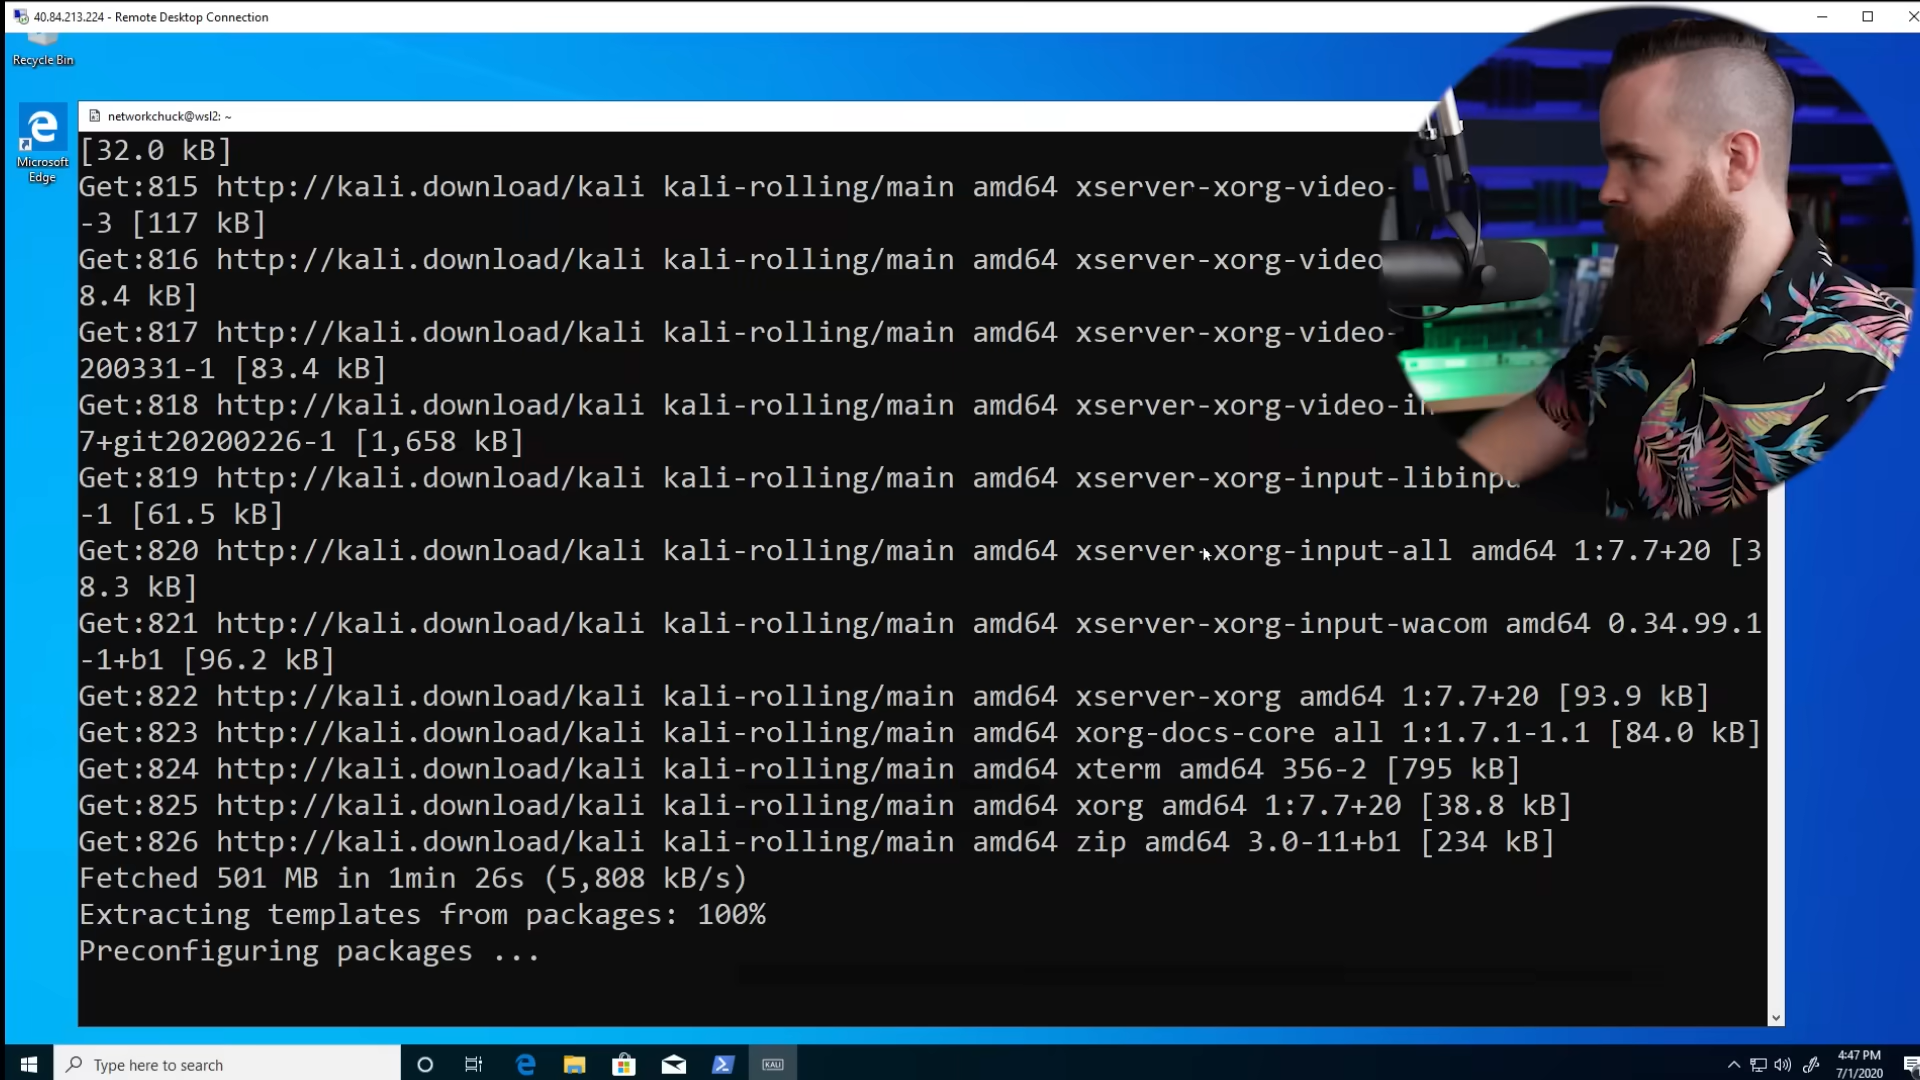 40.84.213.224 - Remote Desktop Connection
Recycle Bin
Microsoft
Edge
networkchuck@wsl2: ~
[32.0 kB]
Get:815 http://kali.download/kali kali-rolling/main amd64 xserver-xorg-video-
-3 [117 kB]
Get:816 http://kali.download/kali kali-rolling/main amd64 xserver-xorg-video
8.4 kB]
Get:817 http://kali.download/kali kali-rolling/main amd64 xserver-xorg-video-
200331-1 [83.4 kB]
Get:818 http://kali.download/kali kali-rolling/main amd64 xserver-xorg-video-in
7+git20200226-1 [1,658 kB]
Get:819 http://kali.download/kali kali-rolling/main amd64 xserver-xorg-input-libinpu
-1 [61.5 kB]
Get:820 http://kali.download/kali kali-rolling/main amd64 xserver-xorg-input-all amd64 1:7.7+20 [3
8.3 kB]
Get:821 http://kali.download/kali kali-rolling/main amd64 xserver-xorg-input-wacom amd64 0.34.99.1
-1+b1 [96.2 kB]
Get:822 http://kali.download/kali kali-rolling/main amd64 xserver-xorg amd64 1:7.7+20 [93.9 kB]
Get:823 http://kali.download/kali kali-rolling/main amd64 xorg-docs-core all 1:1.7.1-1.1 [84.0 kB]
Get:824 http://kali.download/kali kali-rolling/main amd64 xterm amd64 356-2 [795 kB]
Get:825 http://kali.download/kali kali-rolling/main amd64 xorg amd64 1:7.7+20 [38.8 kB]
Get:826 http://kali.download/kali kali-rolling/main amd64 zip amd64 3.0-11+b1 [234 kB]
Fetched 501 MB in 1min 26s (5,808 kB/s)
Extracting templates from packages: 100%
Preconfiguring packages ...
Type here to search
KALI
4:47 PM
7/1/2020